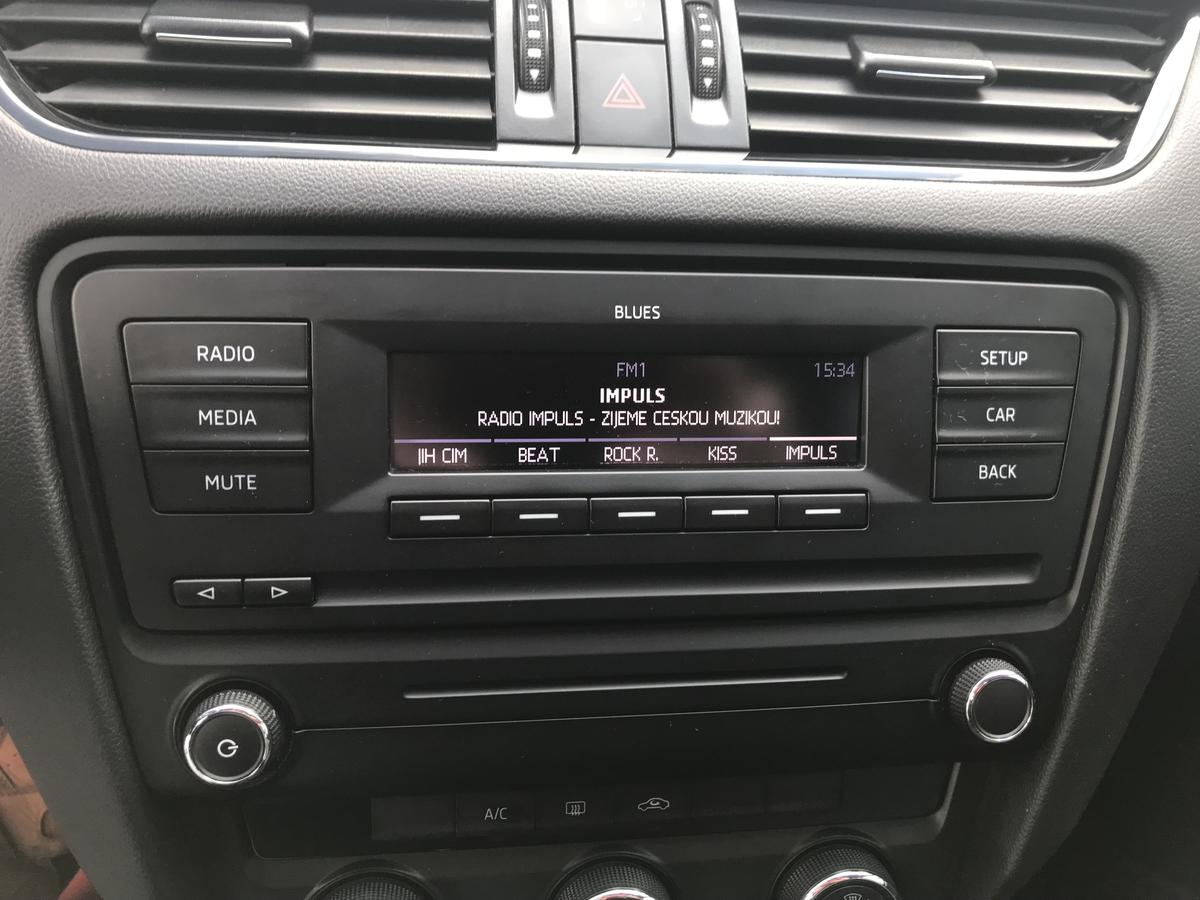 BLUES
RADIO
MEDIA
MUTE
FM1 15:34
IMPULS
RADIO IMPULS - ZIJEME CESKOU MUZIKOU!
JIH CIM BEAT ROCK R. KISS IMPULS
SETUP
CAR
BACK
A/C